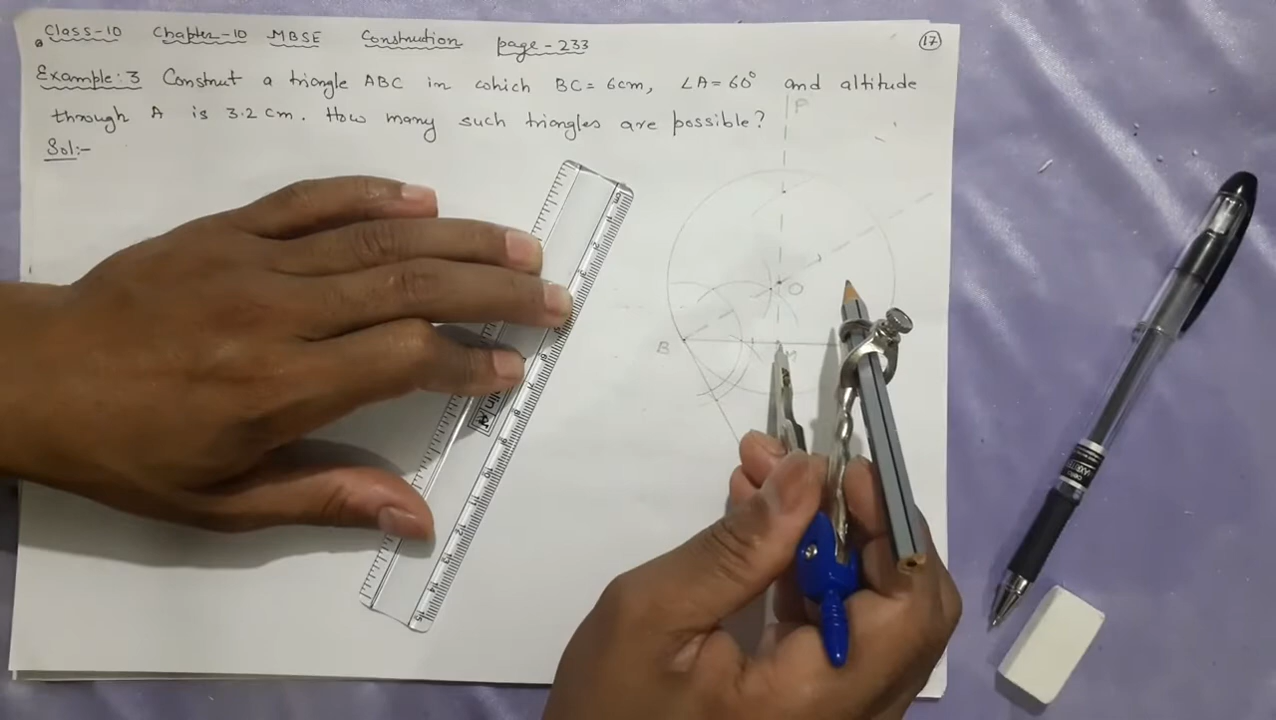 Class-10 Chapter-10 MBSE Construction page-233
17
Example: 3 Construct a triangle ABC in which BC = 6cm, ∠A = 60° and altitude
through A is 3.2 cm. How many such triangles are possible?
Sol:-
P
O
B
M